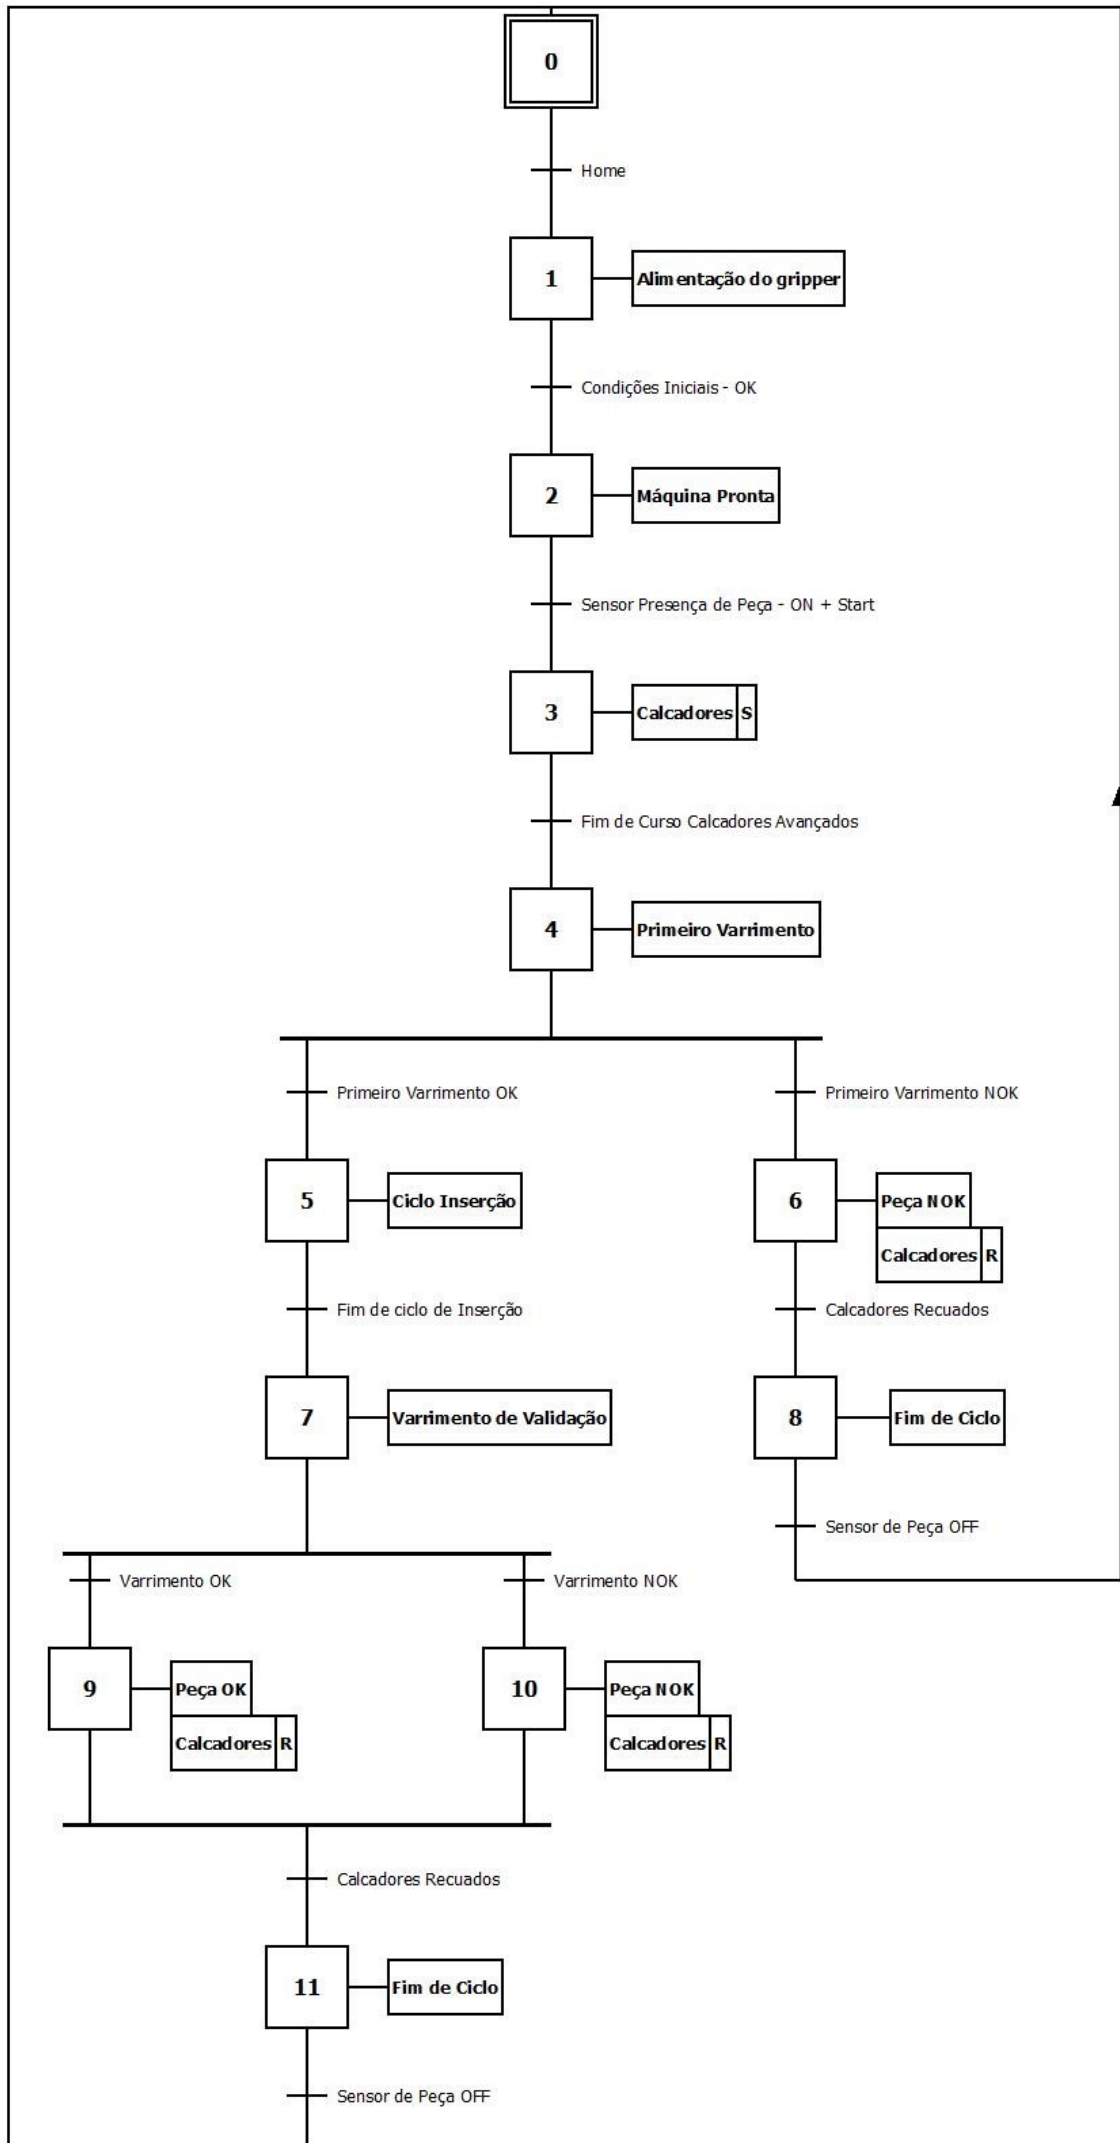 0
Home
1
Alimentação do gripper
Condições Iniciais - OK
2
Máquina Pronta
Sensor Presença de Peça - ON + Start
3
Calcadores S
Fim de Curso Calcadores Avançados
4
Primeiro Varrimento
Primeiro Varrimento OK
Primeiro Varrimento NOK
5
Ciclo Inserção
6
Peça NOK
Calcadores R
Fim de ciclo de Inserção
Calcadores Recuados
7
Varrimento de Validação
8
Fim de Ciclo
Sensor de Peça OFF
Varrimento OK
Varrimento NOK
9
Peça OK
Calcadores R
10
Peça NOK
Calcadores R
Calcadores Recuados
11
Fim de Ciclo
Sensor de Peça OFF